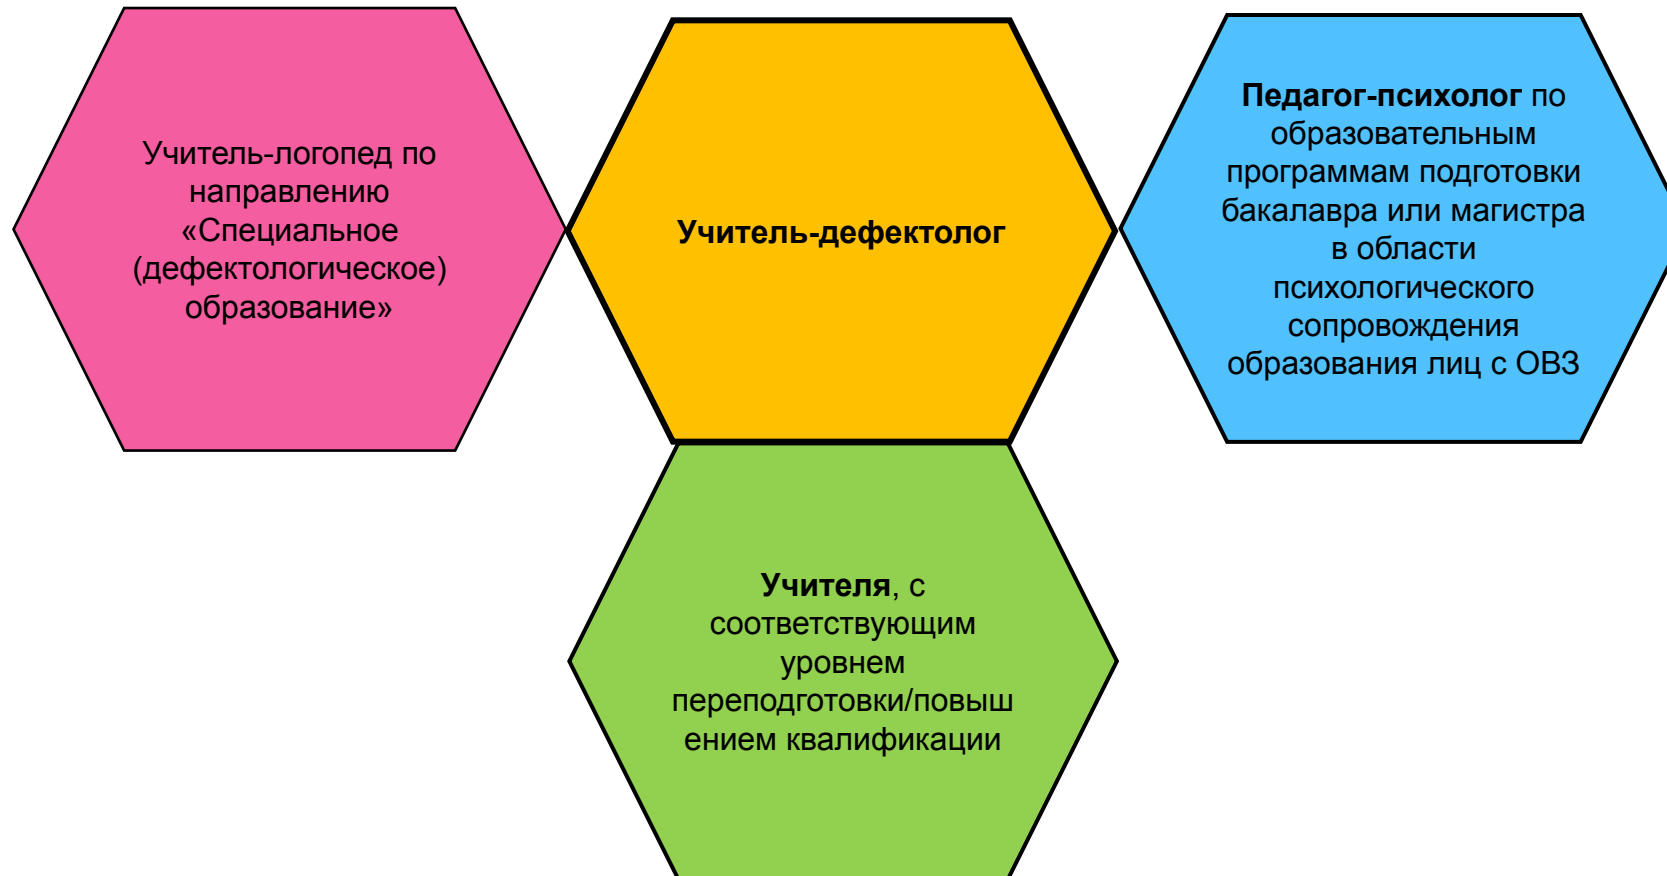 Учитель-логопед по
направлению
«Специальное
(дефектологическое)
образование»
Учитель-дефектолог
Педагог-психолог по
образовательным
программам подготовки
бакалавра или магистра
в области
психологического
сопровождения
образования лиц с ОВЗ
Учителя, с
соответствующим
уровнем
переподготовки/повыш
ением квалификации